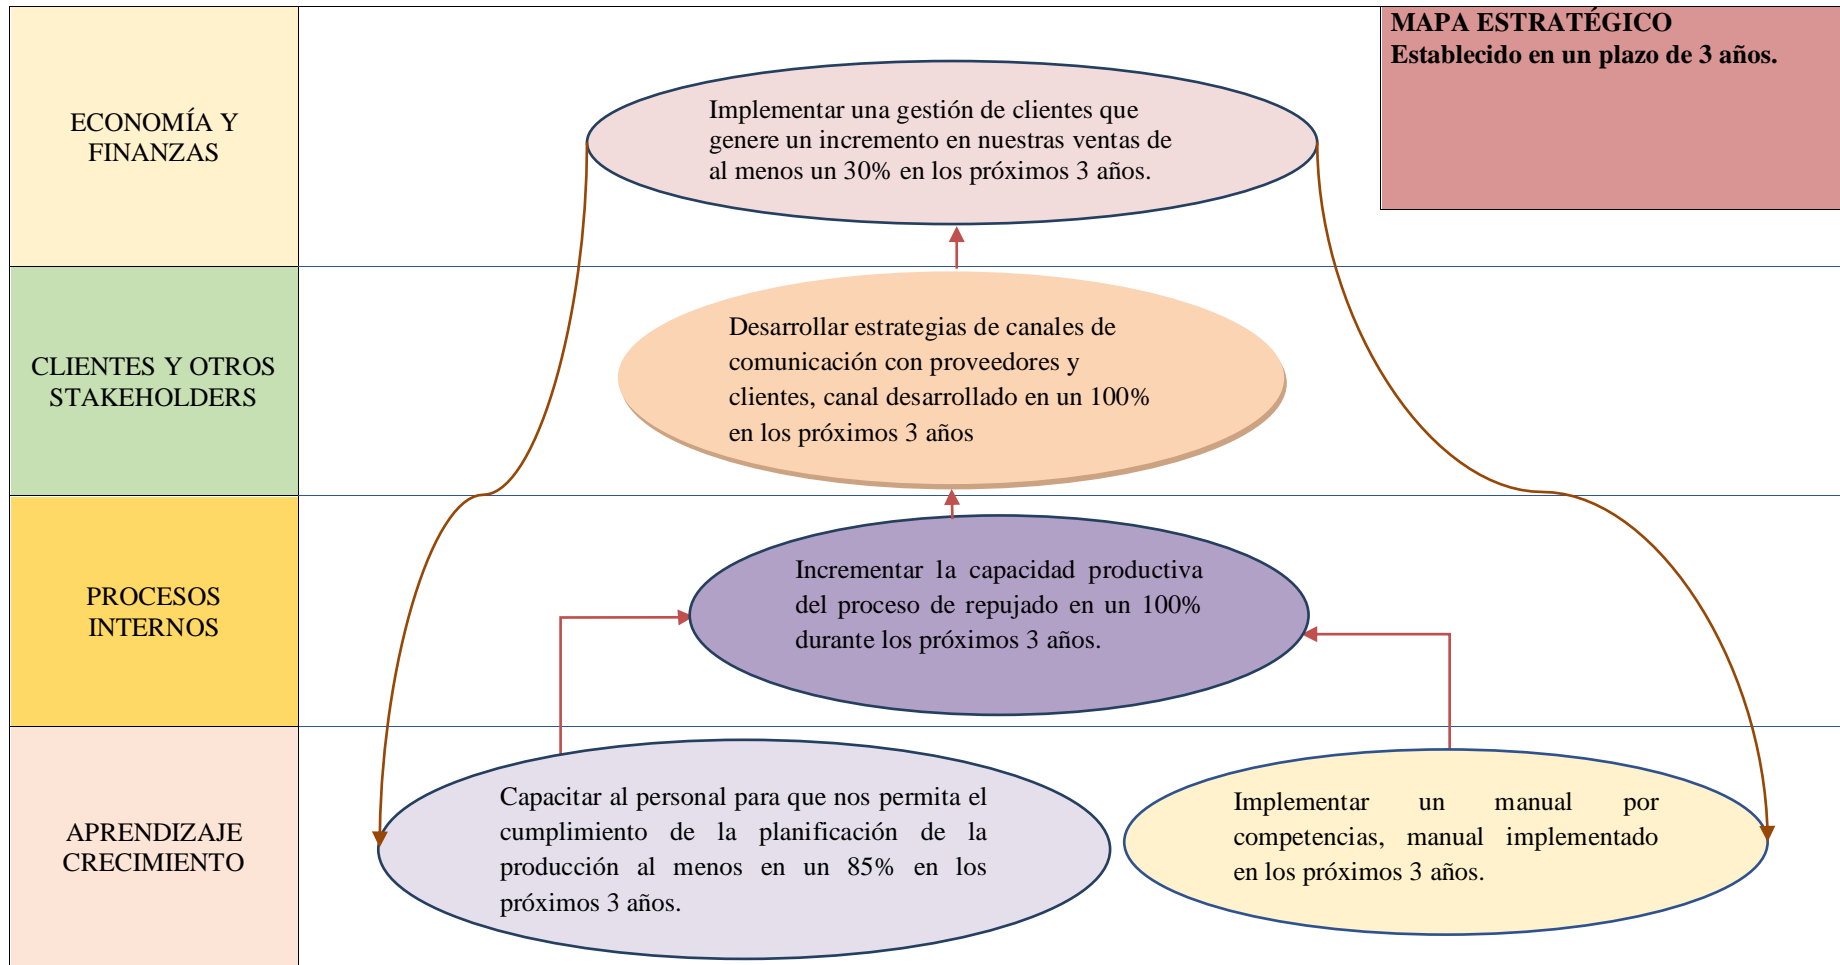 MAPA ESTRATÉGICO
Establecido en un plazo de 3 años.
ECONOMÍA Y
FINANZAS
Implementar una gestión de clientes que
genere un incremento en nuestras ventas de
al menos un 30% en los próximos 3 años.
CLIENTES Y OTROS
STAKEHOLDERS
Desarrollar estrategias de canales de
comunicación con proveedores y
clientes, canal desarrollado en un 100%
en los próximos 3 años
PROCESOS
INTERNOS
Incrementar la capacidad productiva
del proceso de repujado en un 100%
durante los próximos 3 años.
APRENDIZAJE
CRECIMIENTO
Capacitar al personal para que nos permita el
cumplimiento de la planificación de la
producción al menos en un 85% en los
próximos 3 años.
Implementar un manual por
competencias, manual implementado
en los próximos 3 años.